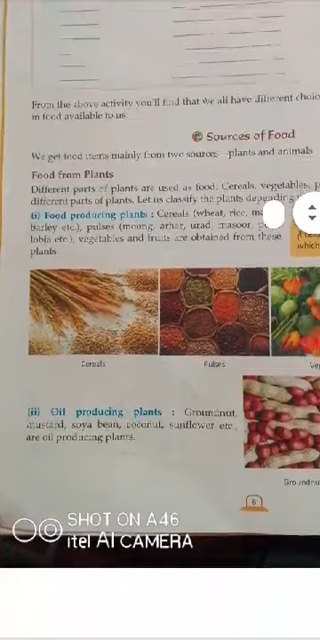 From the above activity you'll find that we all have different
in food available to us.
Sources of Food
We get food items mainly from two sources – plants and animals
Food from Plants
Different parts of plants are used as food. Cereals, vegetables,
different parts of plants. Let us classify the plants depending
(i) Food producing plants : Cereals (wheat, rice,
barley etc.), pulses (moong, arhar, urad, masoor,
lobia etc.), vegetables and fruits are obtained from these
plants.
which
Cereals
Pulses
(ii) Oil producing plants : Groundnut,
mustard, soya bean, coconut, sunflower etc.,
are oil producing plants.
6
SHOT ON A46
itel AI CAMERA